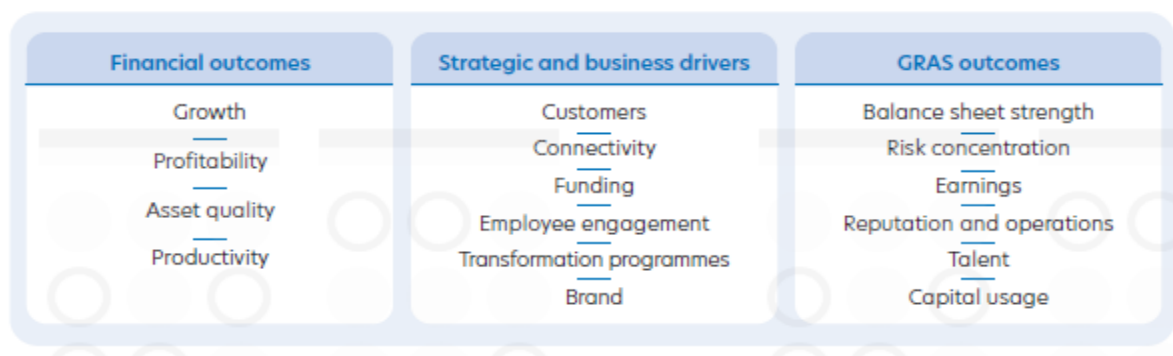 Financial outcomes
Growth
Profitability
Asset quality
Productivity
Strategic and business drivers
Customers
Connectivity
Funding
Employee engagement
Transformation programmes
Brand
GRAS outcomes
Balance sheet strength
Risk concentration
Earnings
Reputation and operations
Talent
Capital usage